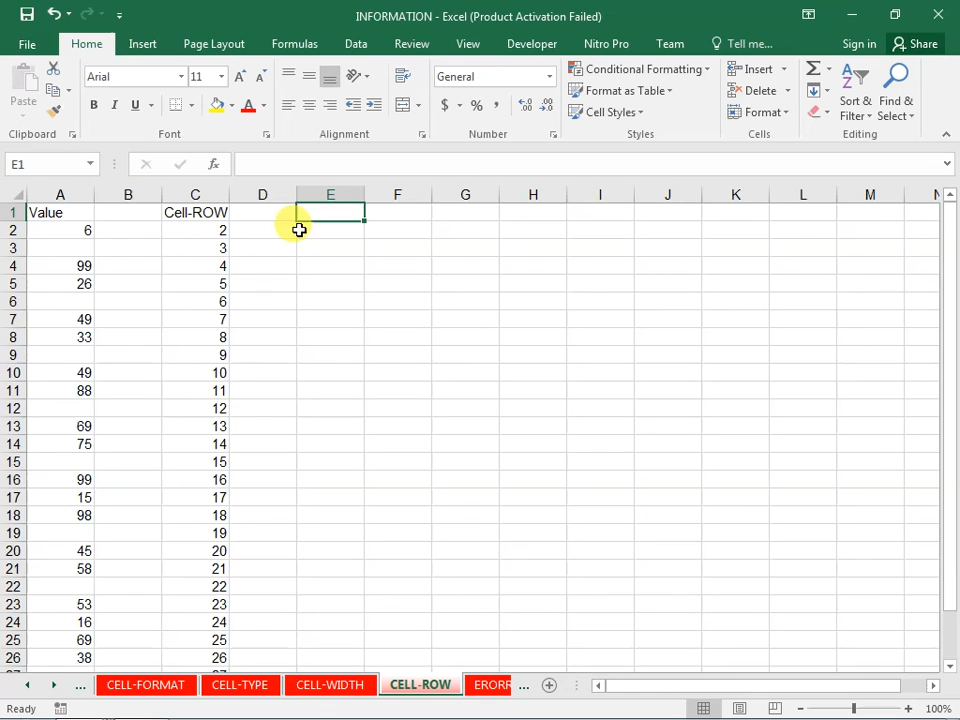 INFORMATION - Excel (Product Activation Failed)
File Home Insert Page Layout Formulas Data Review View Developer Nitro Pro Team Tell me... Sign in Share
Paste
Arial 11
B I U A
General
$ % ,
Conditional Formatting
Format as Table
Cell Styles
Insert
Delete
Format
Sort & Filter
Find & Select
Clipboard Font Alignment Number Styles Cells Editing
E1 fx
A B C D E F G H I J K L M N
1 Value Cell-ROW
2 6 2
3 3
4 99 4
5 26 5
6 6
7 49 7
8 33 8
9 9
10 49 10
11 88 11
12 12
13 69 13
14 75 14
15 15
16 99 16
17 15 17
18 98 18
19 19
20 45 20
21 58 21
22 22
23 53 23
24 16 24
25 69 25
26 38 26
... CELL-FORMAT CELL-TYPE CELL-WIDTH CELL-ROW ERORR ...
Ready 100%